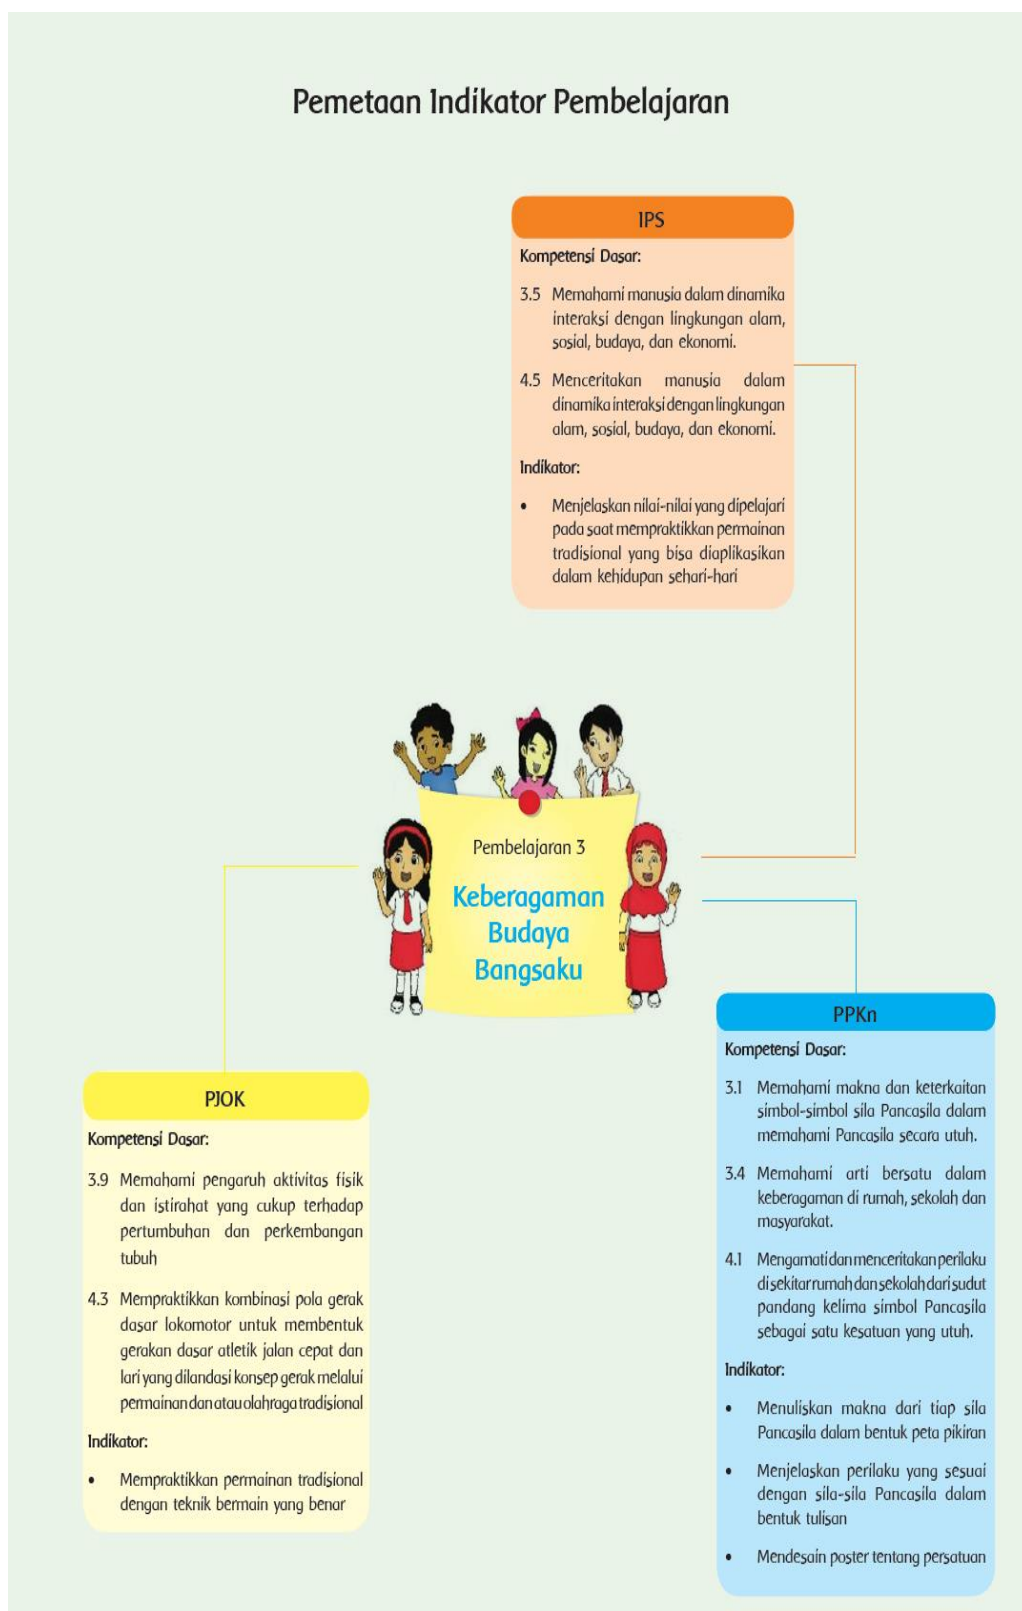 Pemetaan Indikator Pembelajaran
IPS
Kompetensi Dasar:
3.5 Memahami manusia dalam dinamika
interaksi dengan lingkungan alam,
sosial, budaya, dan ekonomi.
4.5 Menceritakan manusia dalam
dinamika interaksi dengan lingkungan
alam, sosial, budaya, dan ekonomi.
Indikator:
• Menjelaskan nilai-nilai yang dipelajari
pada saat mempraktikkan permainan
tradisional yang bisa diaplikasikan
dalam kehidupan sehari-hari
Pembelajaran 3
Keberagaman
Budaya
Bangsaku
PJOK
Kompetensi Dasar:
3.9 Memahami pengaruh aktivitas fisik
dan istirahat yang cukup terhadap
pertumbuhan dan perkembangan
tubuh
4.3 Mempraktikkan kombinasi pola gerak
dasar lokomotor untuk membentuk
gerakan dasar atletik jalan cepat dan
lari yang dilandasi konsep gerak melalui
permainan dan atau olahraga tradisional
Indikator:
• Mempraktikkan permainan tradisional
dengan teknik bermain yang benar
PPKn
Kompetensi Dasar:
3.1 Memahami makna dan keterkaitan
simbol-simbol sila Pancasila dalam
memahami Pancasila secara utuh.
3.4 Memahami arti bersatu dalam
keberagaman di rumah, sekolah dan
masyarakat.
4.1 Mengamati dan menceritakan perilaku
di sekitar rumah dan sekolah dari sudut
pandang kelima simbol Pancasila
sebagai satu kesatuan yang utuh.
Indikator:
• Menuliskan makna dari tiap sila
Pancasila dalam bentuk peta pikiran
• Menjelaskan perilaku yang sesuai
dengan sila-sila Pancasila dalam
bentuk tulisan
• Mendesain poster tentang persatuan